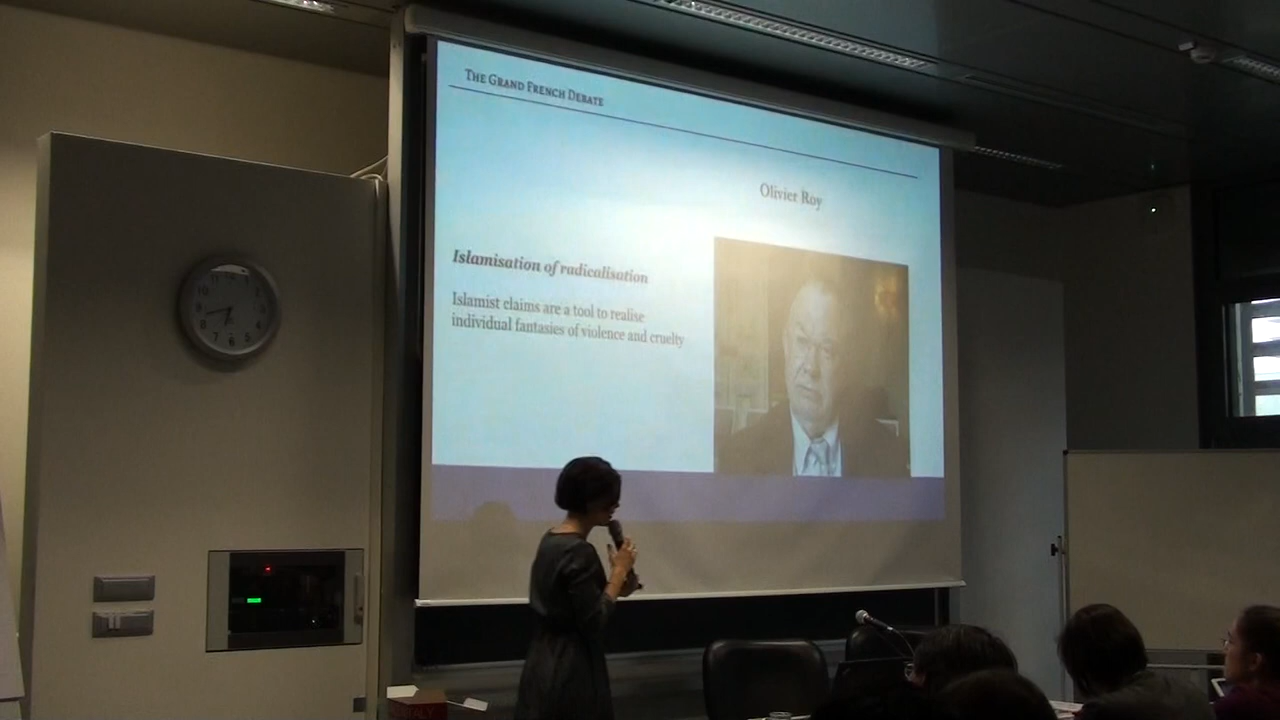 The Grand French Debate
Olivier Roy
Islamisation of radicalisation
Islamist claims are a tool to realise
individual fantasies of violence and cruelty